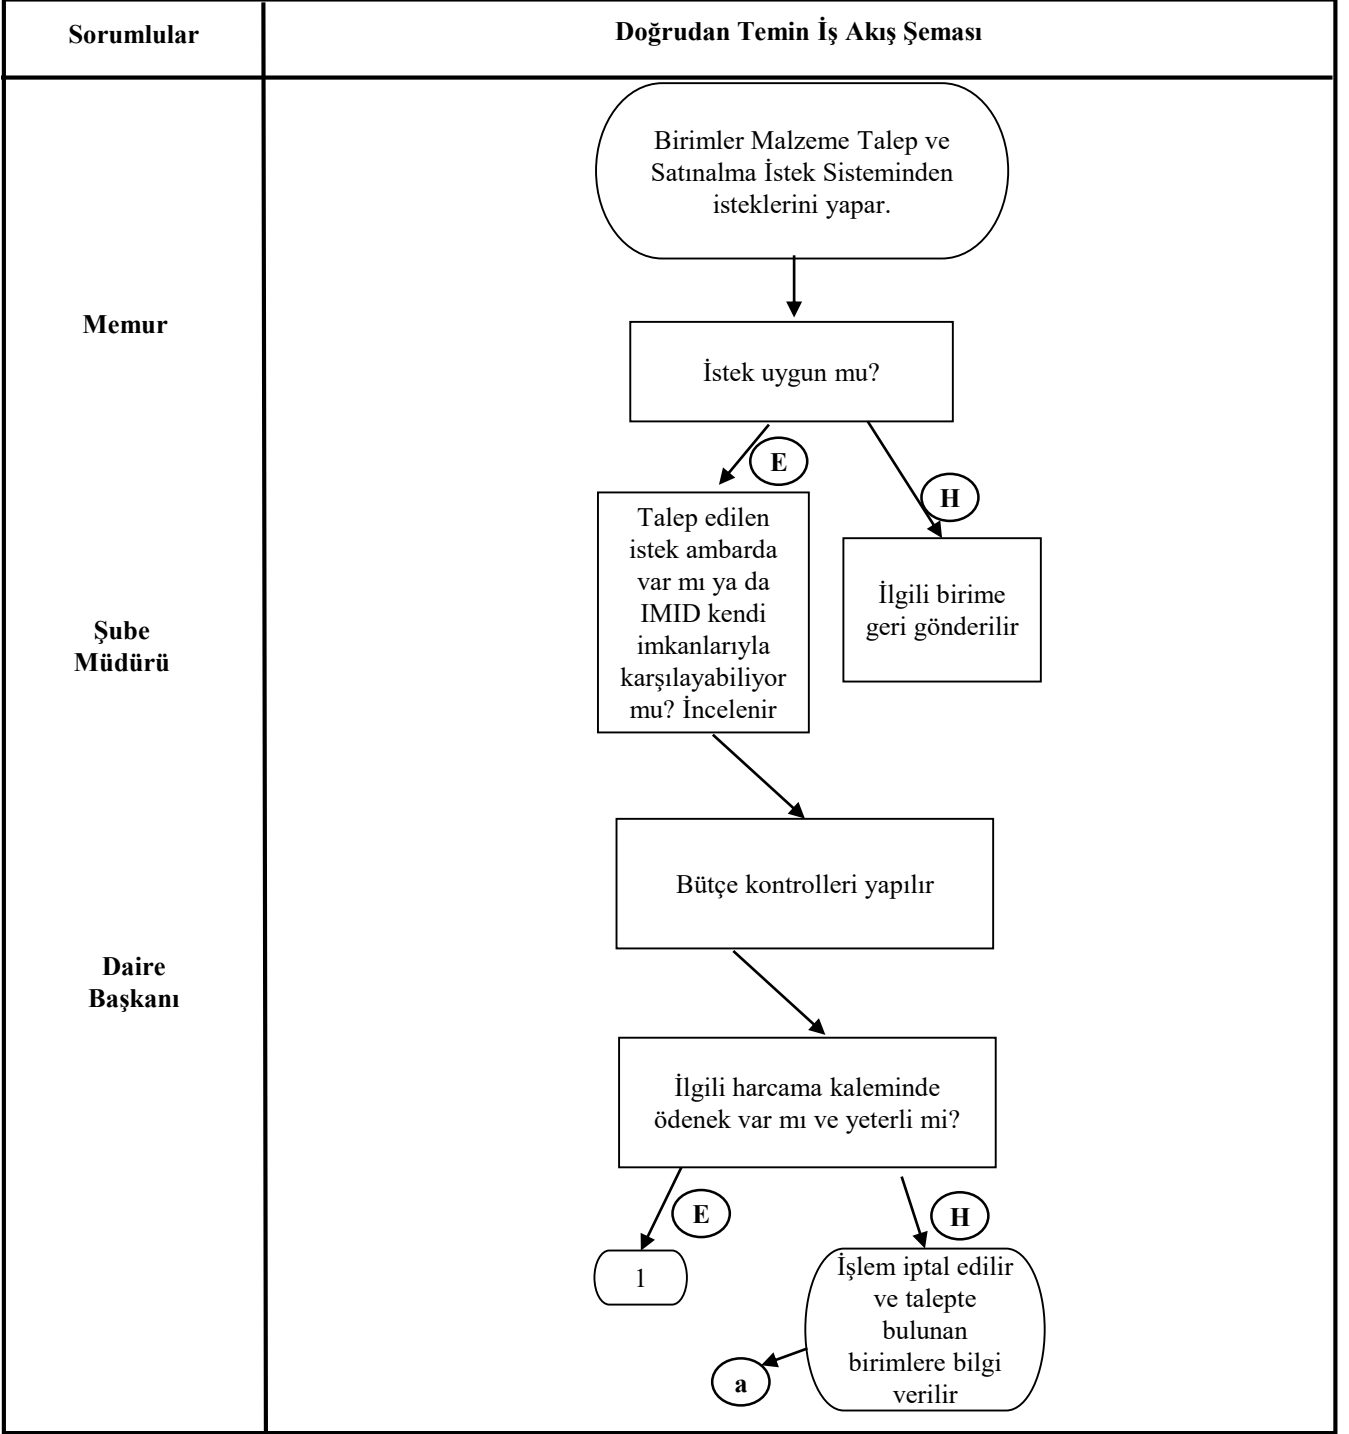 Sorumlular
Doğrudan Temin İş Akış Şeması
Birimler Malzeme Talep ve
Satınalma İstek Sisteminden
isteklerini yapar.
Memur
İstek uygun mu?
E
H
Talep edilen
istek ambarda
var mı ya da
IMID kendi
imkanlarıyla
karşılayabiliyor
mu? İncelenir
İlgili birime
geri gönderilir
Şube
Müdürü
Bütçe kontrolleri yapılır
Daire
Başkanı
İlgili harcama kaleminde
ödenek var mı ve yeterli mi?
E
H
1
İşlem iptal edilir
ve talepte
bulunan
birimlere bilgi
verilir
a